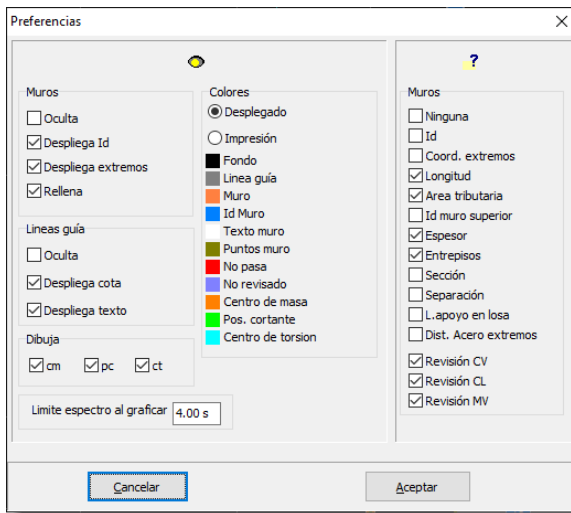 Preferencias
?
Muros
Oculta
Despliega Id
Despliega extremos
Rellena
Lineas guía
Oculta
Despliega cota
Despliega texto
Dibuja
cm pc ct
Limite espectro al graficar 4.00 s
Colores
Desplegado
Impresión
Fondo
Linea guía
Muro
Id Muro
Texto muro
Puntos muro
No pasa
No revisado
Centro de masa
Pos. cortante
Centro de torsion
Muros
Ninguna
Id
Coord. extremos
Longitud
Area tributaria
Id muro superior
Espesor
Entrepisos
Sección
Separación
L.apoyo en losa
Dist. Acero extremos
Revisión CV
Revisión CL
Revisión MV
Cancelar
Aceptar